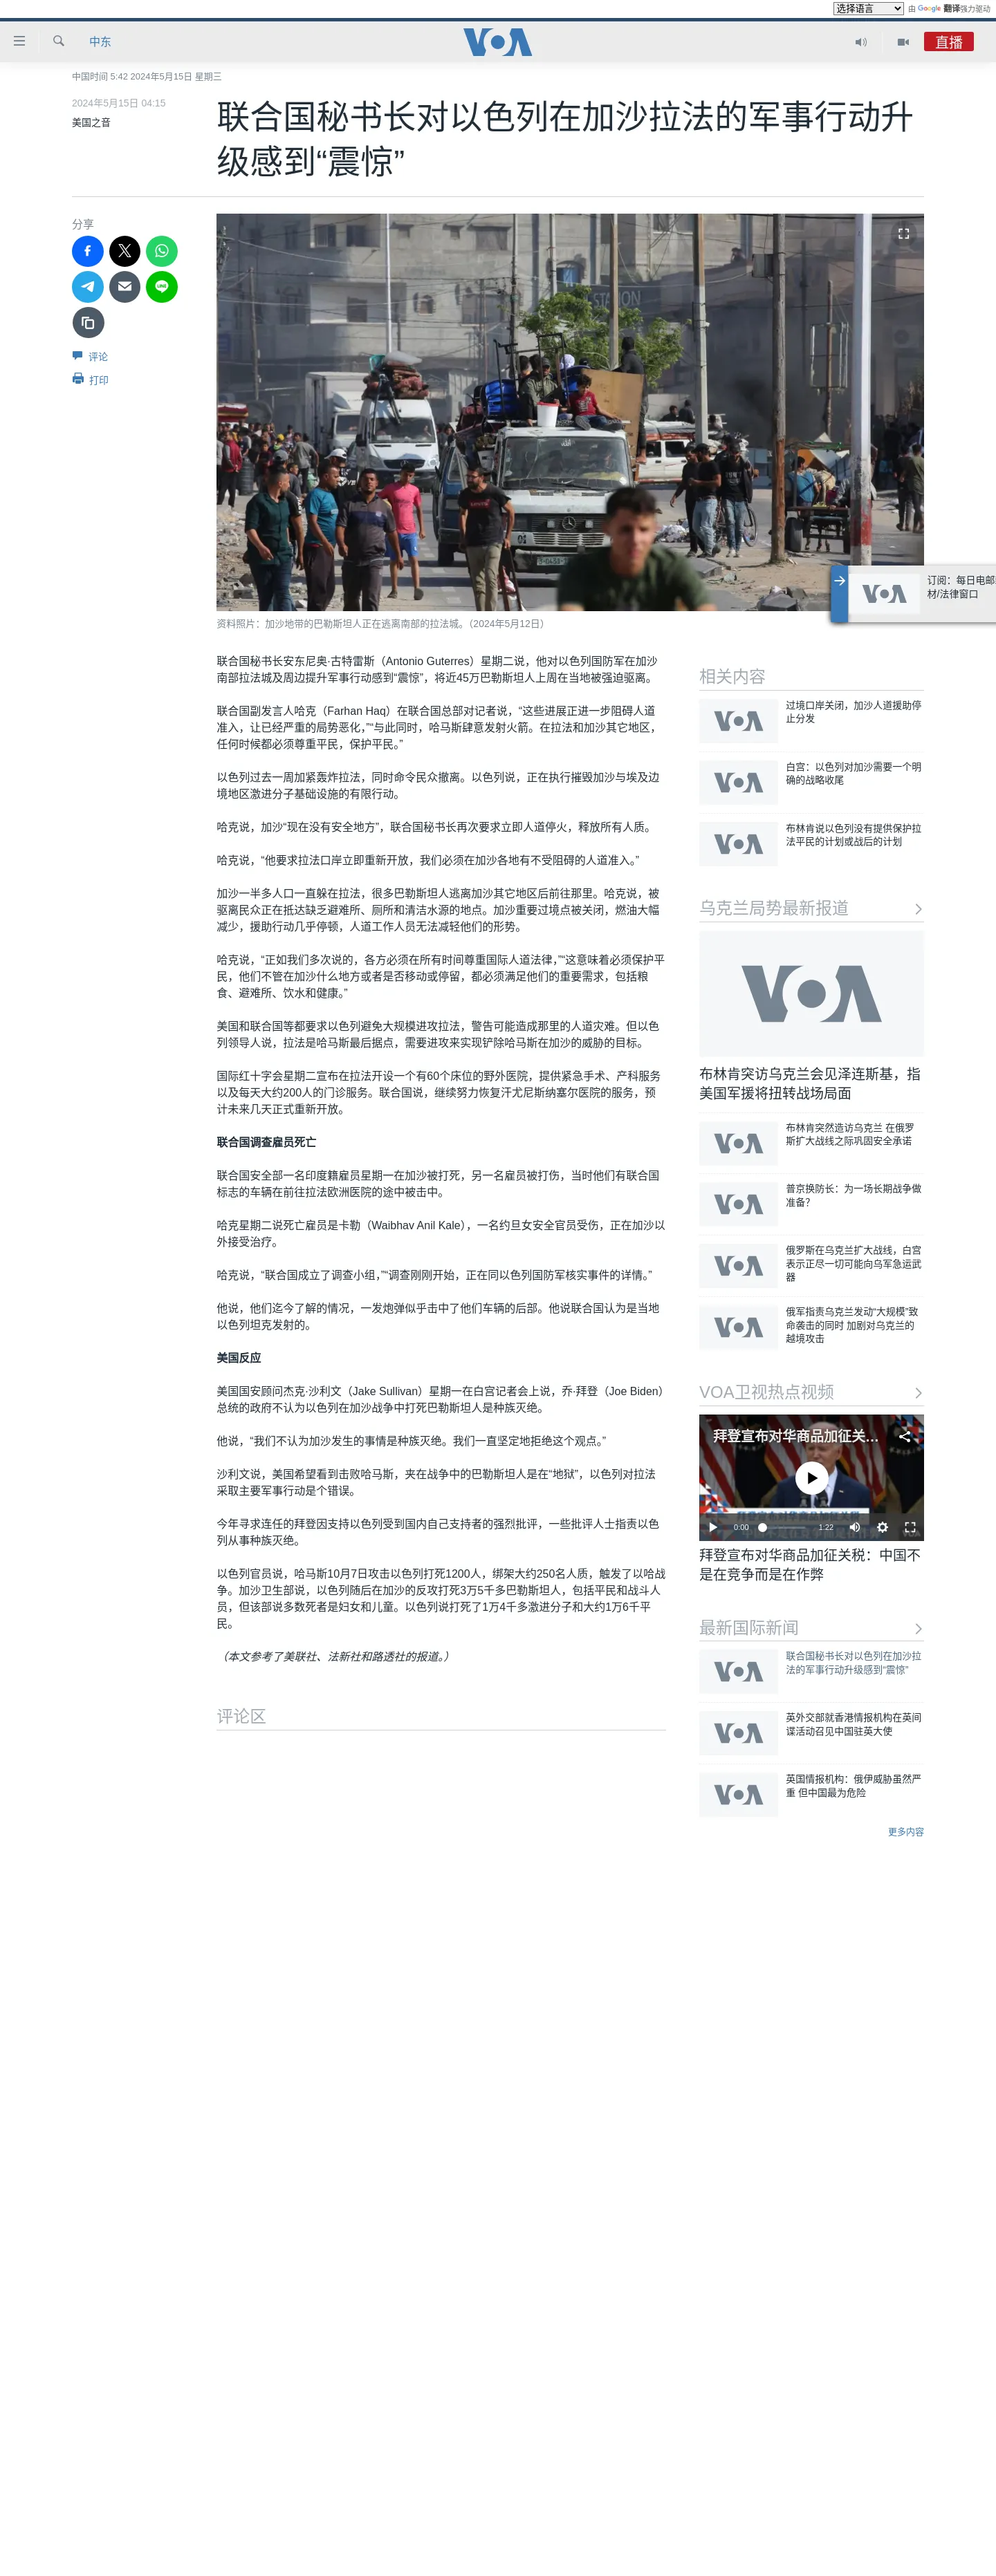 选择语言 由 Google 翻译强力驱动
中东
VOA
直播
中国时间 5:42 2024年5月15日 星期三
2024年5月15日 04:15
美国之音
联合国秘书长对以色列在加沙拉法的军事行动升
级感到“震惊”
分享
评论
打印
STATION
订阅：每日电邮
材/法律窗口
VOA
资料照片：加沙地带的巴勒斯坦人正在逃离南部的拉法城。（2024年5月12日）
联合国秘书长安东尼奥·古特雷斯（Antonio Guterres）星期二说，他对以色列国防军在加沙
南部拉法城及周边提升军事行动感到“震惊”，将近45万巴勒斯坦人上周在当地被强迫驱离。
联合国副发言人哈克（Farhan Haq）在联合国总部对记者说，“这些进展正进一步阻碍人道
准入，让已经严重的局势恶化，”“与此同时，哈马斯肆意发射火箭。在拉法和加沙其它地区，
任何时候都必须尊重平民，保护平民。”
以色列过去一周加紧轰炸拉法，同时命令民众撤离。以色列说，正在执行摧毁加沙与埃及边
境地区激进分子基础设施的有限行动。
哈克说，加沙“现在没有安全地方”，联合国秘书长再次要求立即人道停火，释放所有人质。
哈克说，“他要求拉法口岸立即重新开放，我们必须在加沙各地有不受阻碍的人道准入。”
加沙一半多人口一直躲在拉法，很多巴勒斯坦人逃离加沙其它地区后前往那里。哈克说，被
驱离民众正在抵达缺乏避难所、厕所和清洁水源的地点。加沙重要过境点被关闭，燃油大幅
减少，援助行动几乎停顿，人道工作人员无法减轻他们的形势。
哈克说，“正如我们多次说的，各方必须在所有时间尊重国际人道法律，”“这意味着必须保护平
民，他们不管在加沙什么地方或者是否移动或停留，都必须满足他们的重要需求，包括粮
食、避难所、饮水和健康。”
美国和联合国等都要求以色列避免大规模进攻拉法，警告可能造成那里的人道灾难。但以色
列领导人说，拉法是哈马斯最后据点，需要进攻来实现铲除哈马斯在加沙的威胁的目标。
国际红十字会星期二宣布在拉法开设一个有60个床位的野外医院，提供紧急手术、产科服务
以及每天大约200人的门诊服务。联合国说，继续努力恢复汗尤尼斯纳塞尔医院的服务，预
计未来几天正式重新开放。
联合国调查雇员死亡
联合国安全部一名印度籍雇员星期一在加沙被打死，另一名雇员被打伤，当时他们有联合国
标志的车辆在前往拉法欧洲医院的途中被击中。
哈克星期二说死亡雇员是卡勒（Waibhav Anil Kale），一名约旦女安全官员受伤，正在加沙以
外接受治疗。
哈克说，“联合国成立了调查小组，”“调查刚刚开始，正在同以色列国防军核实事件的详情。”
他说，他们迄今了解的情况，一发炮弹似乎击中了他们车辆的后部。他说联合国认为是当地
以色列坦克发射的。
美国反应
美国国安顾问杰克·沙利文（Jake Sullivan）星期一在白宫记者会上说，乔·拜登（Joe Biden）
总统的政府不认为以色列在加沙战争中打死巴勒斯坦人是种族灭绝。
他说，“我们不认为加沙发生的事情是种族灭绝。我们一直坚定地拒绝这个观点。”
沙利文说，美国希望看到击败哈马斯，夹在战争中的巴勒斯坦人是在“地狱”，以色列对拉法
采取主要军事行动是个错误。
今年寻求连任的拜登因支持以色列受到国内自己支持者的强烈批评，一些批评人士指责以色
列从事种族灭绝。
以色列官员说，哈马斯10月7日攻击以色列打死1200人，绑架大约250名人质，触发了以哈战
争。加沙卫生部说，以色列随后在加沙的反攻打死3万5千多巴勒斯坦人，包括平民和战斗人
员，但该部说多数死者是妇女和儿童。以色列说打死了1万4千多激进分子和大约1万6千平
民。
（本文参考了美联社、法新社和路透社的报道。）
评论区
相关内容
VOA
过境口岸关闭，加沙人道援助停
止分发
VOA
白宫：以色列对加沙需要一个明
确的战略收尾
VOA
布林肯说以色列没有提供保护拉
法平民的计划或战后的计划
乌克兰局势最新报道
VOA
布林肯突访乌克兰会见泽连斯基，指
美国军援将扭转战场局面
VOA
布林肯突然造访乌克兰 在俄罗
斯扩大战线之际巩固安全承诺
VOA
普京换防长：为一场长期战争做
准备？
VOA
俄罗斯在乌克兰扩大战线，白宫
表示正尽一切可能向乌军急运武
器
VOA
俄军指责乌克兰发动“大规模”致
命袭击的同时 加剧对乌克兰的
越境攻击
VOA卫视热点视频
拜登宣布对华商品加征关…
0:00 1:22
拜登宣布对华商品加征关税：中国不
是在竞争而是在作弊
最新国际新闻
VOA
联合国秘书长对以色列在加沙拉
法的军事行动升级感到“震惊”
VOA
英外交部就香港情报机构在英间
谍活动召见中国驻英大使
VOA
英国情报机构：俄伊威胁虽然严
重 但中国最为危险
更多内容